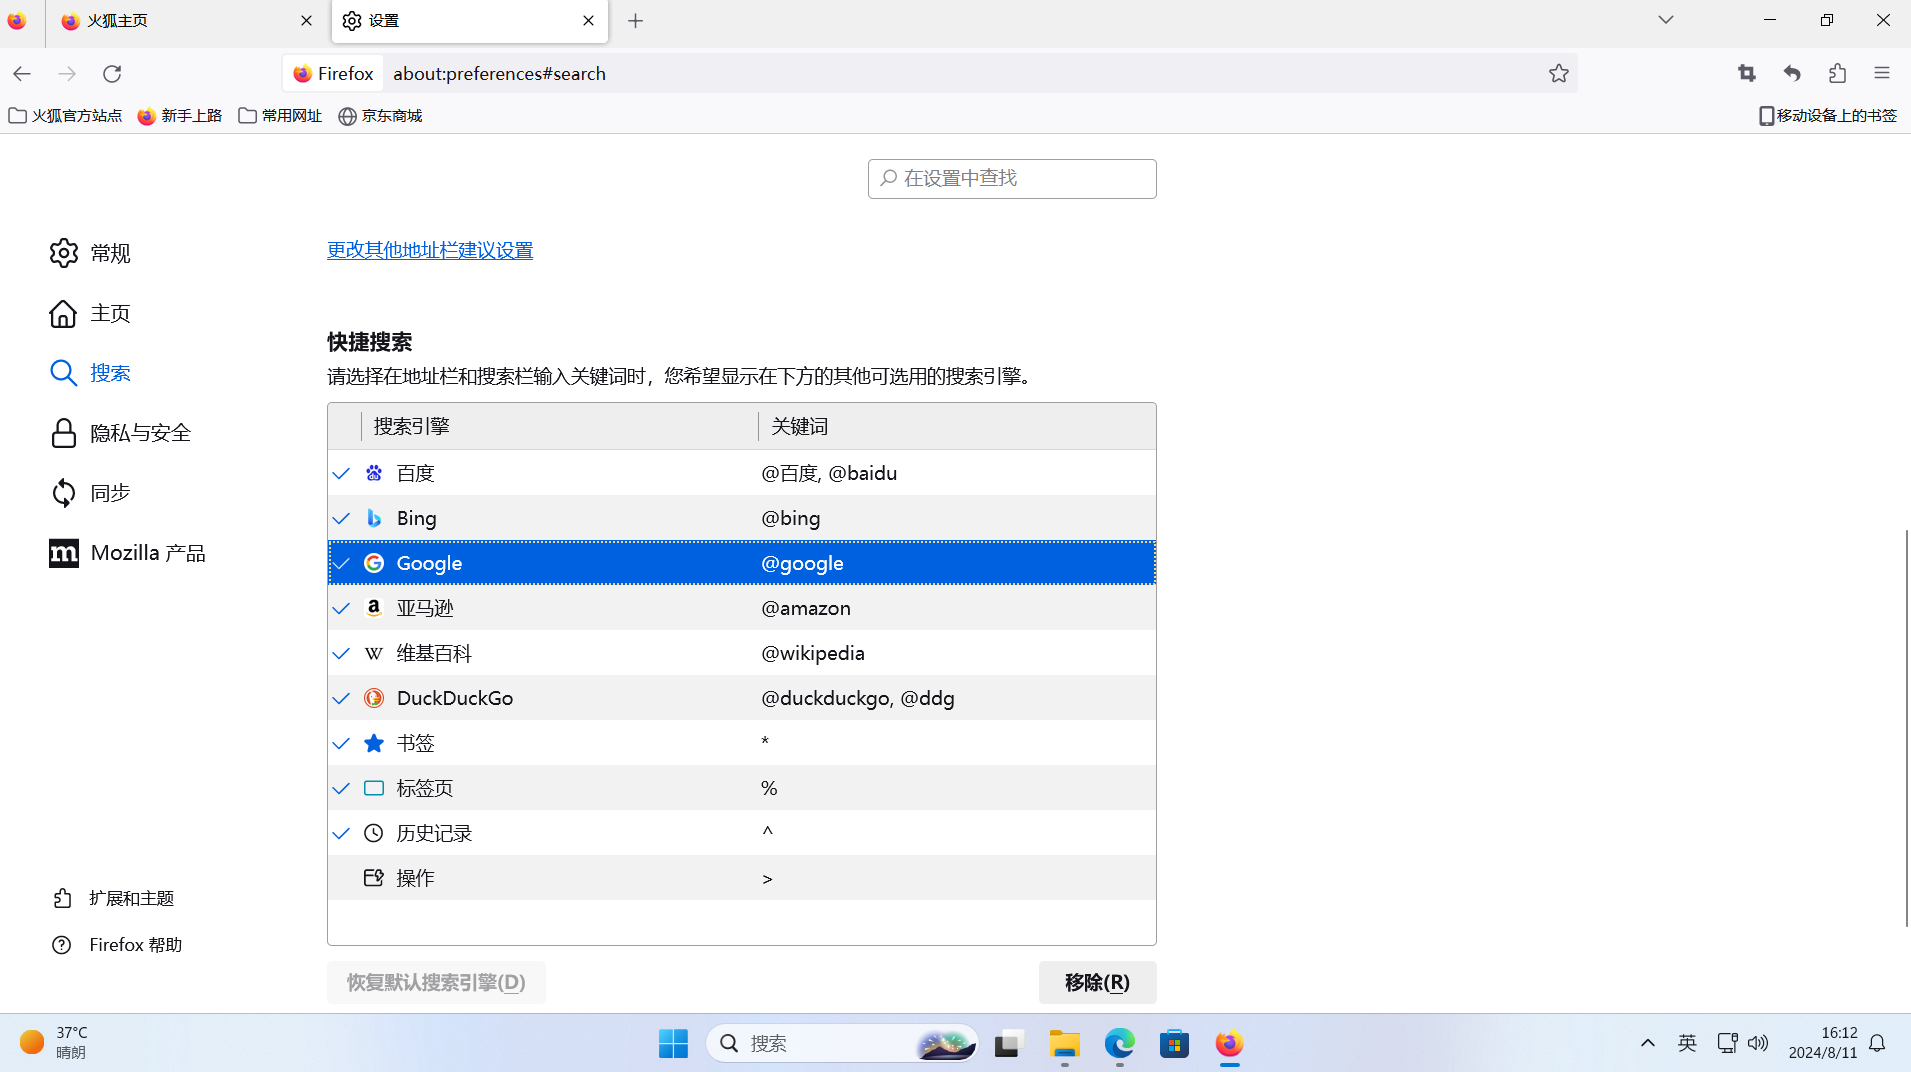 火狐主页
设置
Firefox
about:preferences#search
火狐官方站点
新手上路
常用网址
京东商城
移动设备上的书签
在设置中查找
常规
主页
搜索
隐私与安全
同步
Mozilla 产品
扩展和主题
Firefox 帮助
更改其他地址栏建议设置
快捷搜索
请选择在地址栏和搜索栏输入关键词时，您希望显示在下方的其他可选用的搜索引擎。
搜索引擎 关键词
百度 @百度, @baidu
Bing @bing
Google @google
亚马逊 @amazon
维基百科 @wikipedia
DuckDuckGo @duckduckgo, @ddg
书签 *
标签页 %
历史记录 ^
操作 >
恢复默认搜索引擎(D)
移除(R)
37°C
晴朗
搜索
英
16:12
2024/8/11